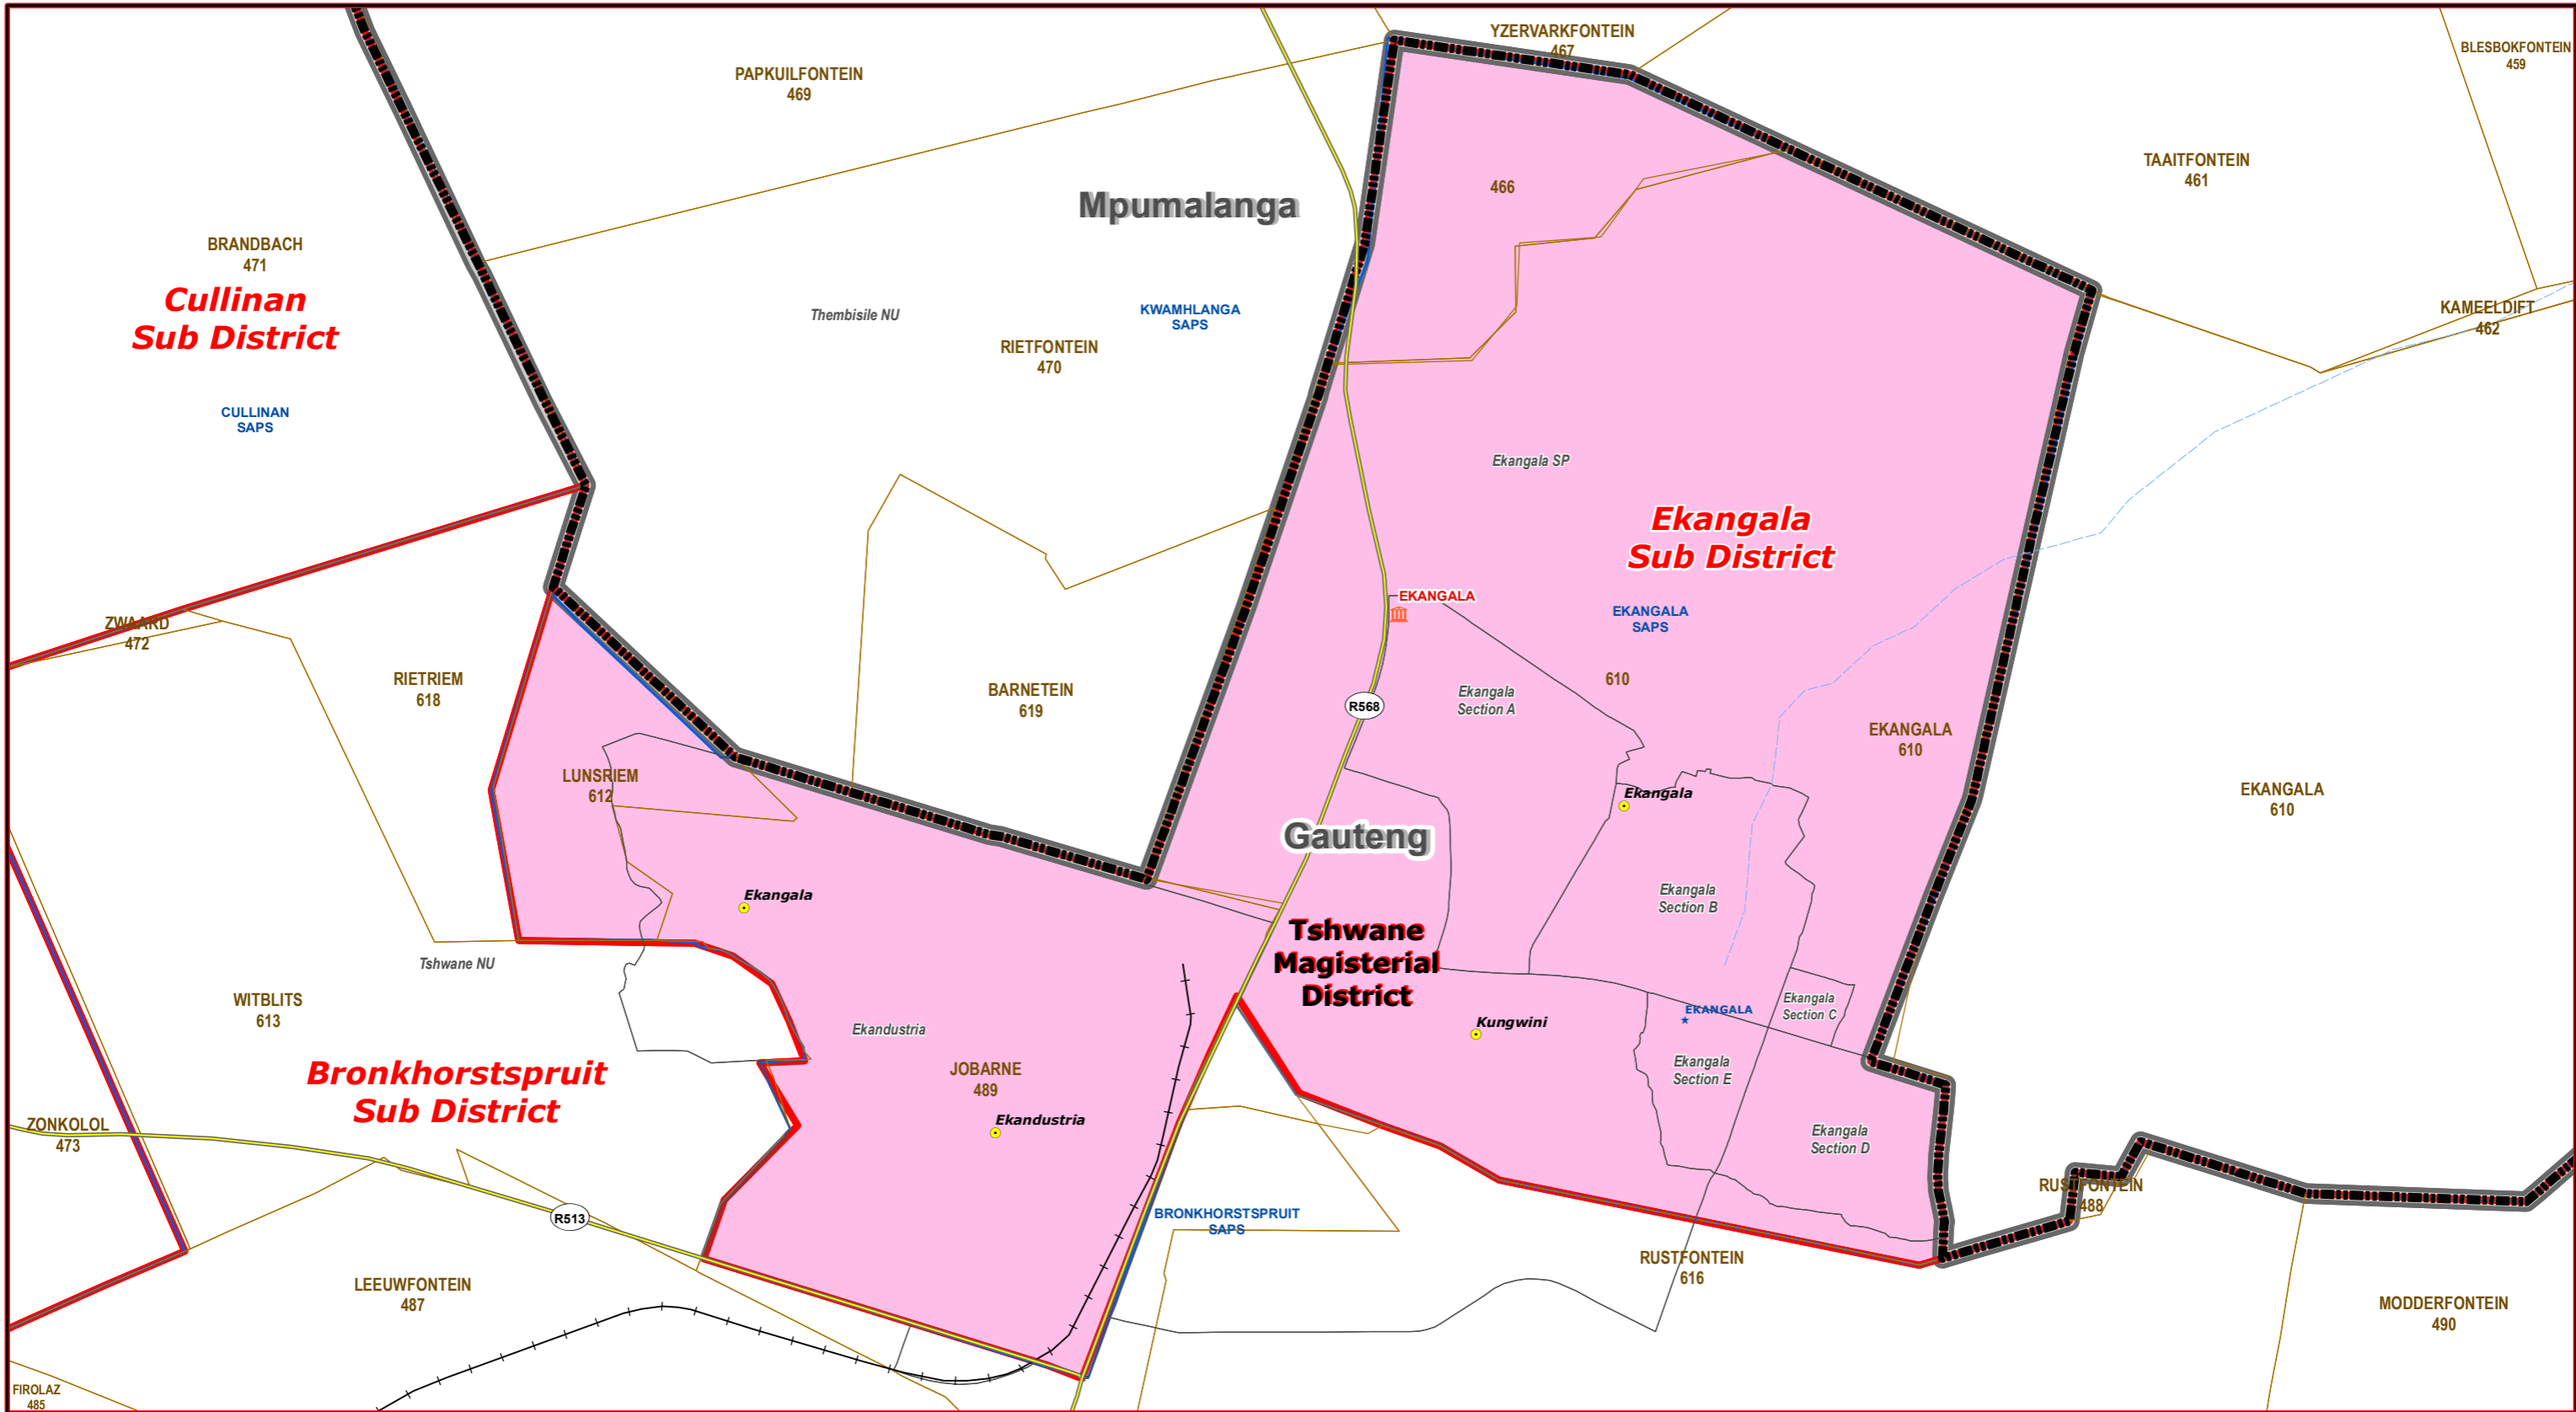 YZERVARKFONTEIN
467
BLESBOKFONTEIN
459
PAPKUILFONTEIN
469
TAAITFONTEIN
461
466
Mpumalanga
BRANDBACH
471
Cullinan
Sub District
Thembisile NU
KWAMHLANGA
SAPS
KAMEELDIFT
462
RIETFONTEIN
470
CULLINAN
SAPS
Ekangala SP
Ekangala
Sub District
EKANGALA
EKANGALA
SAPS
ZWAARD
472
RIETRIEM
618
BARNETEIN
619
610
Ekangala
Section A
R568
EKANGALA
610
EKANGALA
610
LUNSRIEM
612
Ekangala
Gauteng
Ekangala
Ekangala
Section B
Tshwane
Magisterial
District
Tshwane NU
WITBLITS
613
Ekangala
Section C
EKANGALA
Kungwini
Ekandustria
JOBARNE
489
Ekangala
Section E
Bronkhorstspruit
Sub District
Ekandustria
ZONKOLOL
473
Ekangala
Section D
RUSTFONTEIN
488
R513
BRONKHORSTSPRUIT
SAPS
RUSTFONTEIN
616
LEEUWFONTEIN
487
MODDERFONTEIN
490
FIROLAZ
485